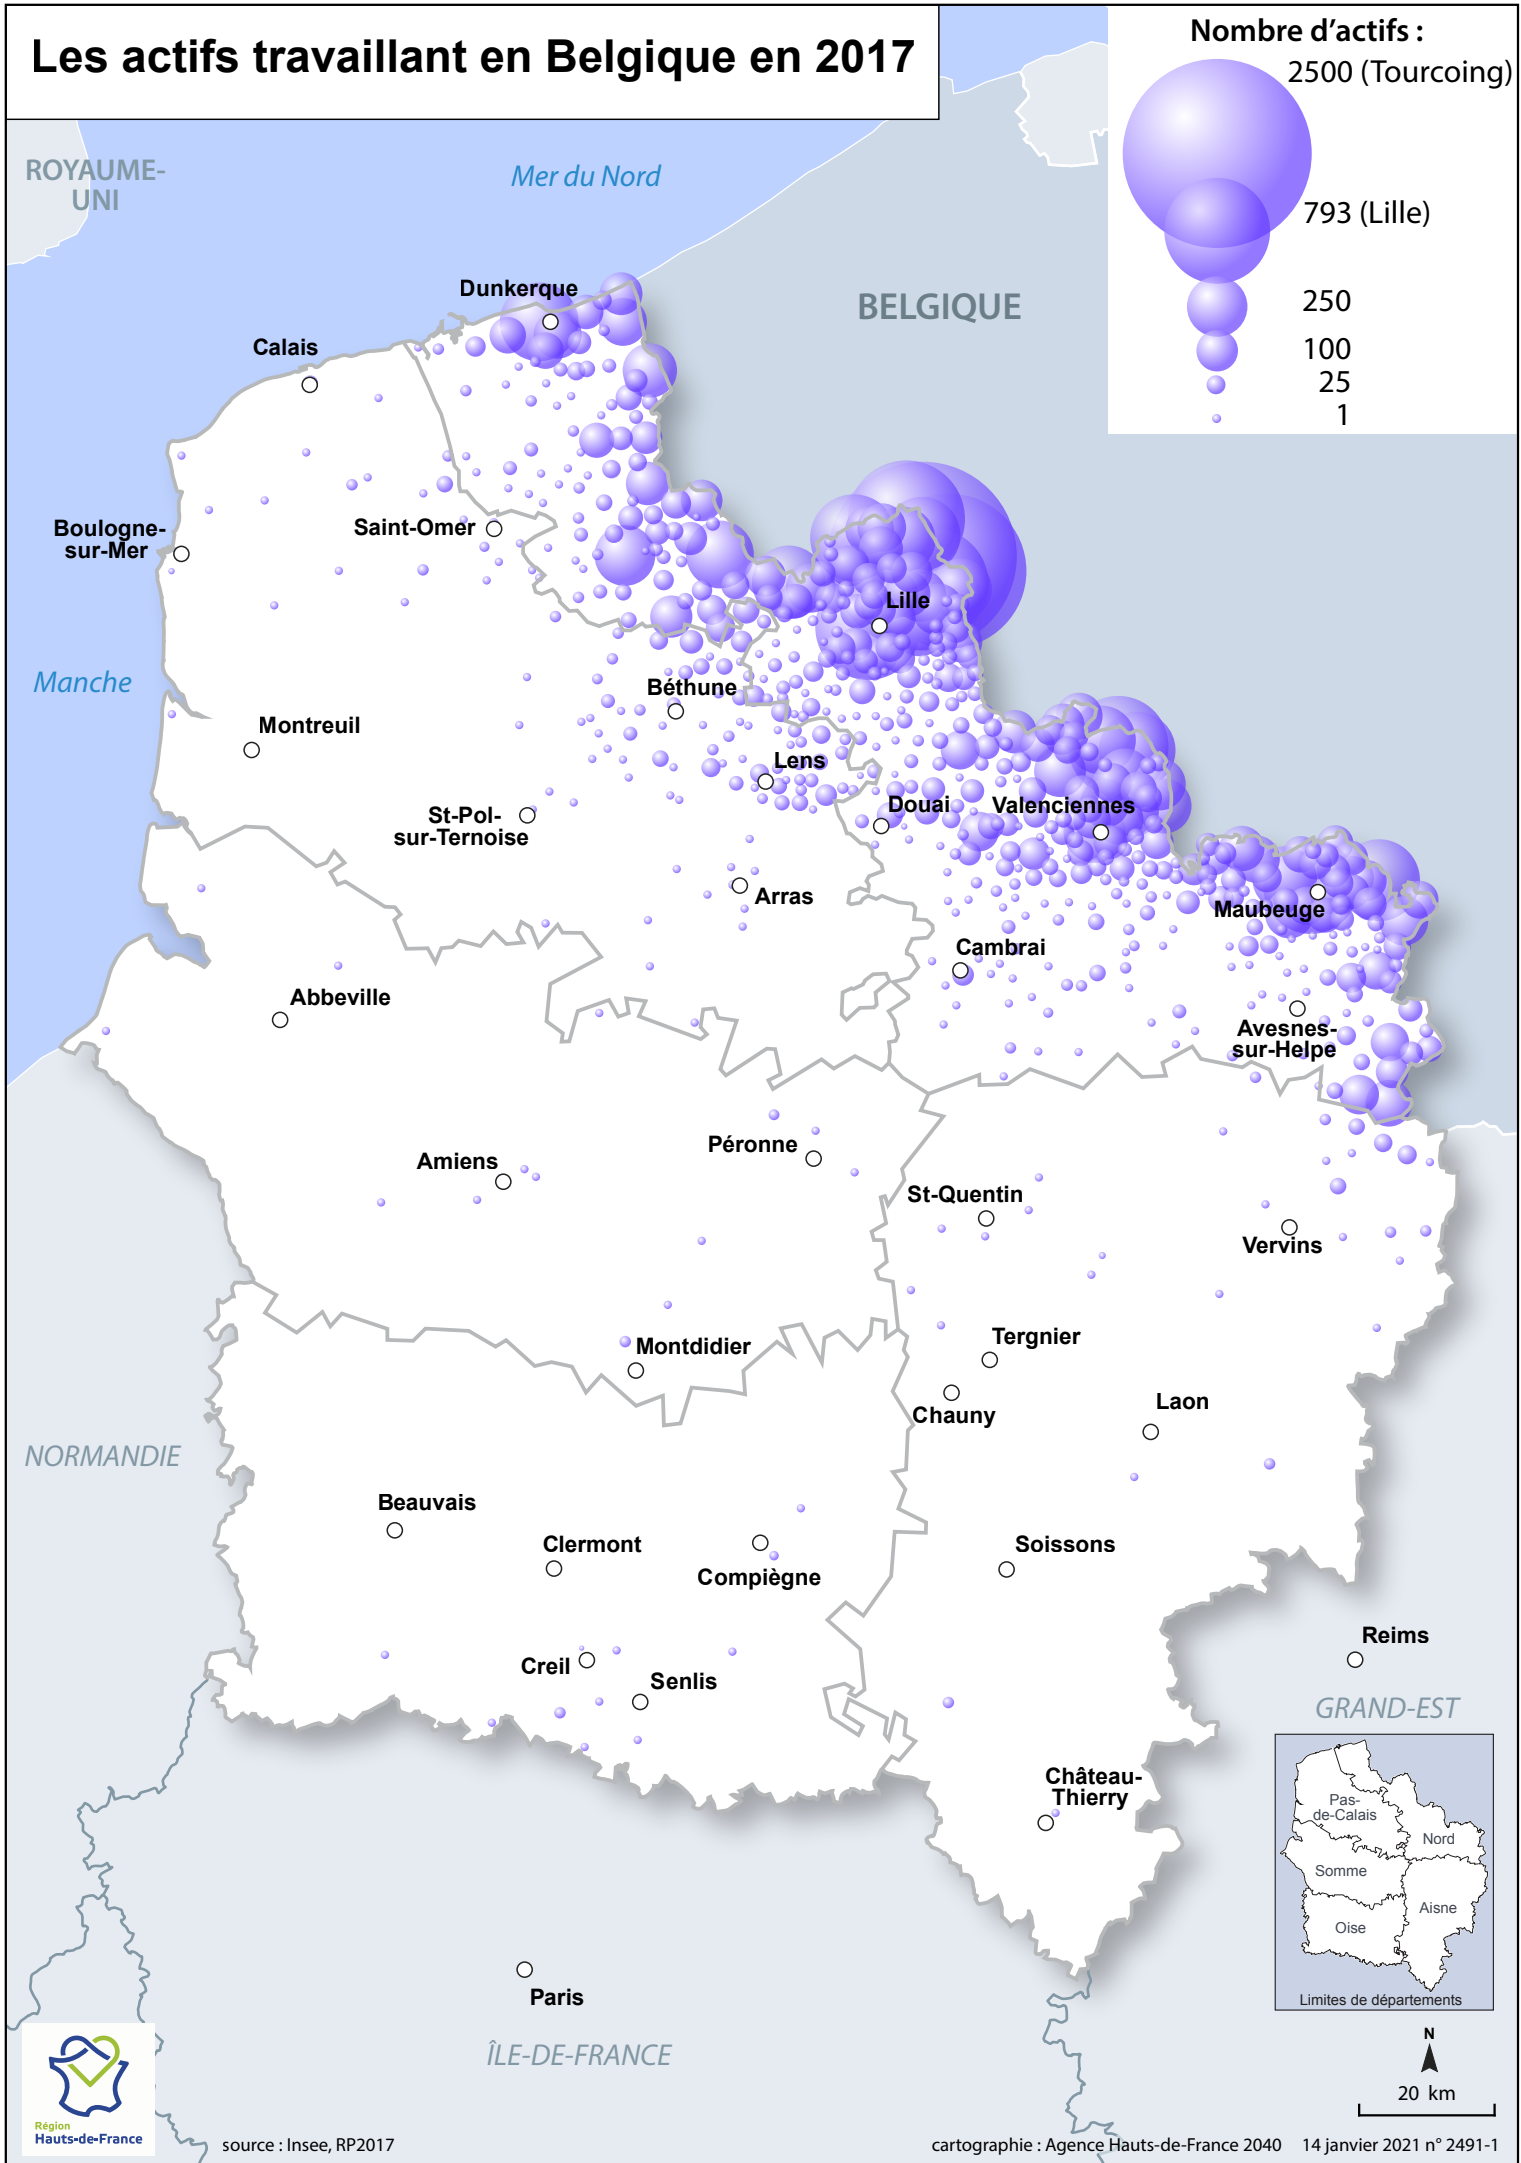 Les actifs travaillant en Belgique en 2017
Nombre d'actifs :
2500 (Tourcoing)
793 (Lille)
250
100
25
1
ROYAUME-
UNI
Mer du Nord
BELGIQUE
Dunkerque
Calais
Boulogne-
sur-Mer
Saint-Omer
Lille
Manche
Béthune
Montreuil
Lens
St-Pol-
sur-Ternoise
Douai
Valenciennes
Arras
Maubeuge
Cambrai
Abbeville
Avesnes-
sur-Helpe
Amiens
Péronne
St-Quentin
Vervins
Montdidier
Tergnier
Chauny
Laon
NORMANDIE
Beauvais
Clermont
Compiègne
Soissons
Creil
Senlis
Reims
GRAND-EST
Château-
Thierry
Pas-
de-Calais
Nord
Somme
Aisne
Oise
Limites de départements
Paris
ÎLE-DE-FRANCE
N
20 km
Région
Hauts-de-France
source : Insee, RP2017
cartographie : Agence Hauts-de-France 2040 14 janvier 2021 n° 2491-1